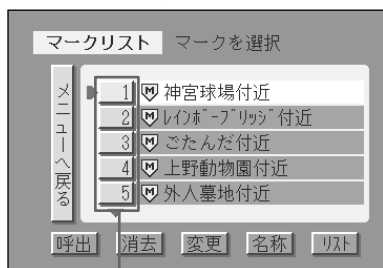 マークリスト マークを選択
メニューへ戻る
1 Ⓜ 神宮球場付近
2 Ⓜ ﾚｲﾝﾎﾞｰﾌﾞﾘｯｼﾞ付近
3 Ⓜ ごたんだ付近
4 Ⓜ 上野動物園付近
5 Ⓜ 外人墓地付近
呼出 消去 変更 名称 ﾘｽﾄ